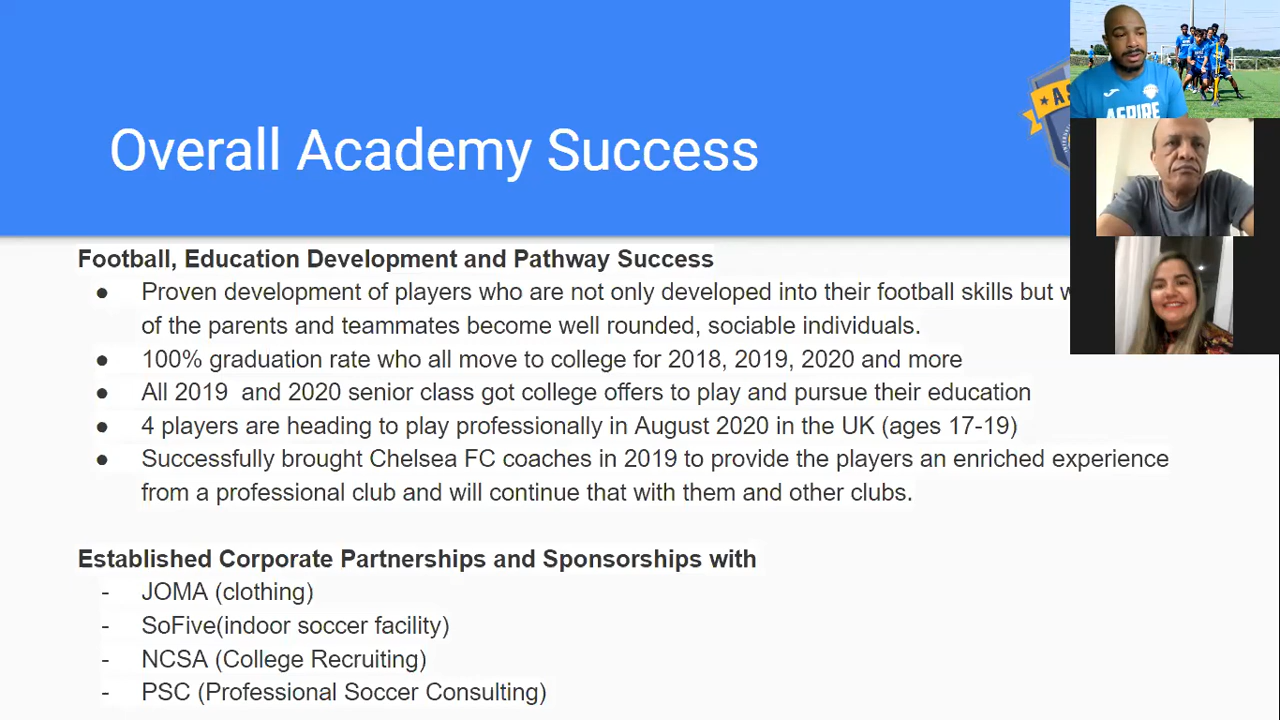 Overall Academy Success
ASPIRE
Football, Education Development and Pathway Success
● Proven development of players who are not only developed into their football skills but
of the parents and teammates become well rounded, sociable individuals.
● 100% graduation rate who all move to college for 2018, 2019, 2020 and more
● All 2019 and 2020 senior class got college offers to play and pursue their education
● 4 players are heading to play professionally in August 2020 in the UK (ages 17-19)
● Successfully brought Chelsea FC coaches in 2019 to provide the players an enriched experience
from a professional club and will continue that with them and other clubs.
Established Corporate Partnerships and Sponsorships with
- JOMA (clothing)
- SoFive(indoor soccer facility)
- NCSA (College Recruiting)
- PSC (Professional Soccer Consulting)